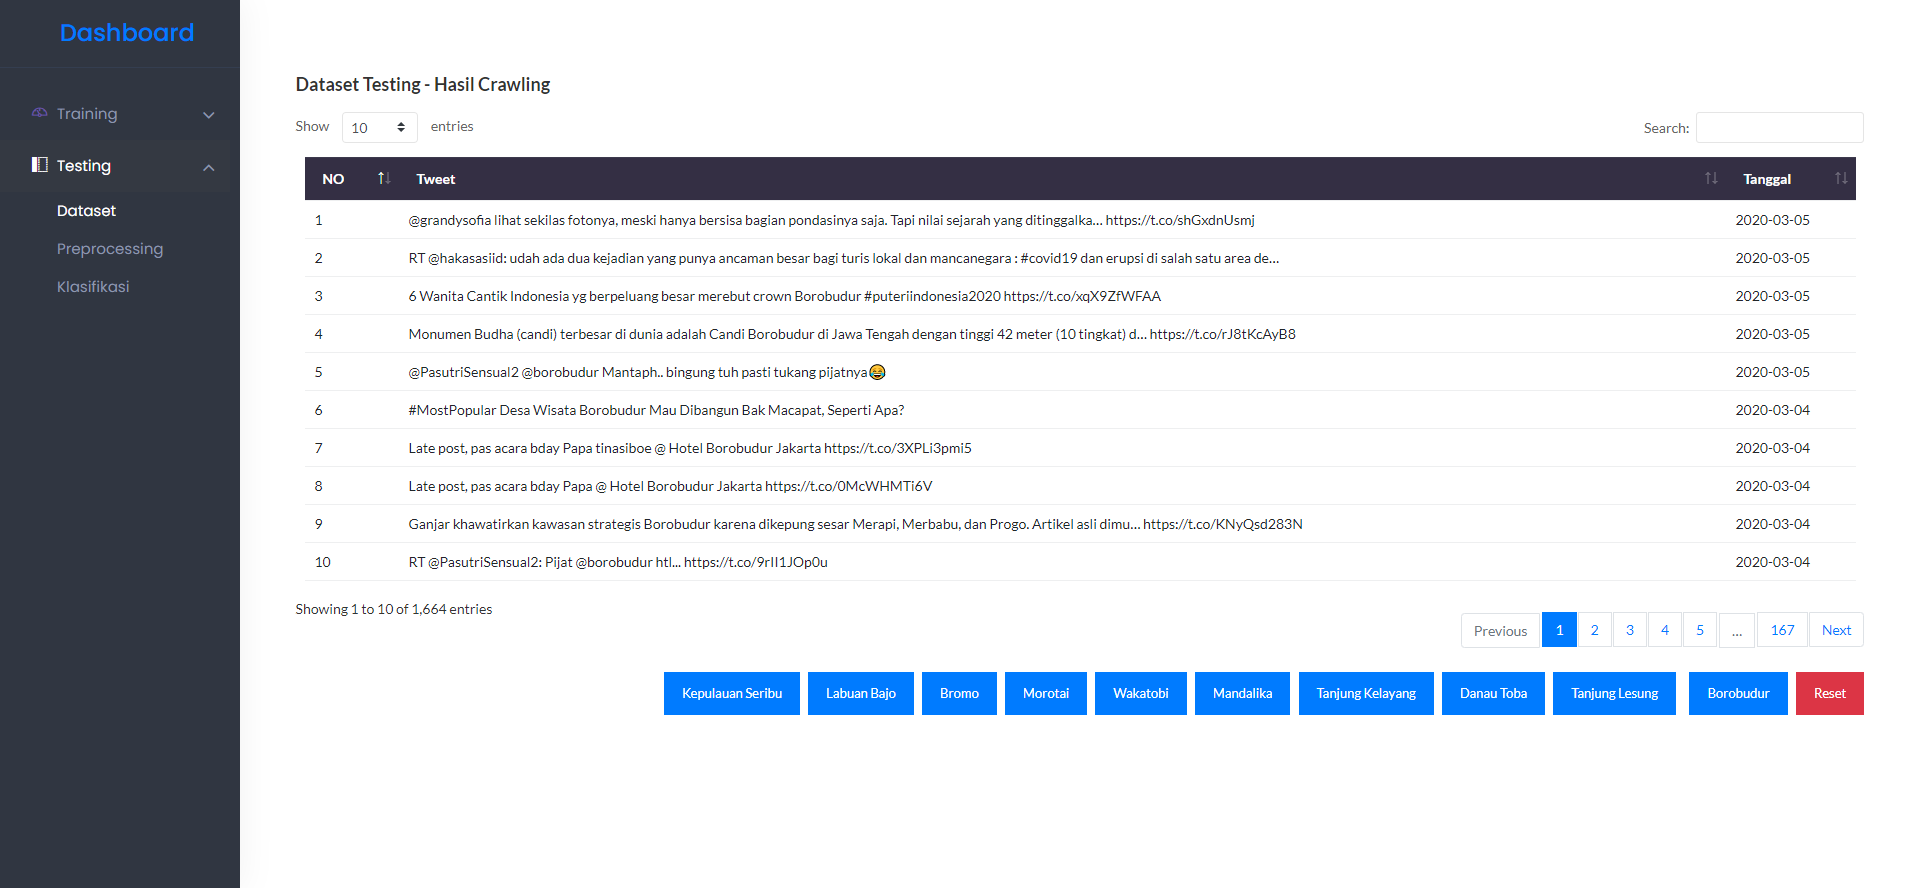 Dashboard
Training
Testing
Dataset
Preprocessing
Klasifikasi
Dataset Testing - Hasil Crawling
Show 10 entries Search:
NO Tweet Tanggal
1 @grandysofia lihat sekilas fotonya, meski hanya bersisa bagian pondasinya saja. Tapi nilai sejarah yang ditinggalka… https://t.co/shGxdnUsmj 2020-03-05
2 RT @hakasasiid: udah ada dua kejadian yang punya ancaman besar bagi turis lokal dan mancanegara : #covid19 dan erupsi di salah satu area de… 2020-03-05
3 6 Wanita Cantik Indonesia yg berpeluang besar merebut crown Borobudur #puteriindonesia2020 https://t.co/xqX9ZfWFAA 2020-03-05
4 Monumen Budha (candi) terbesar di dunia adalah Candi Borobudur di Jawa Tengah dengan tinggi 42 meter (10 tingkat) d… https://t.co/rJ8tKcAyB8 2020-03-05
5 @PasutriSensual2 @borobudur Mantaph.. bingung tuh pasti tukang pijatnya😂 2020-03-05
6 #MostPopular Desa Wisata Borobudur Mau Dibangun Bak Macapat, Seperti Apa? 2020-03-04
7 Late post, pas acara bday Papa tinasiboe @ Hotel Borobudur Jakarta https://t.co/3XPLi3pmi5 2020-03-04
8 Late post, pas acara bday Papa @ Hotel Borobudur Jakarta https://t.co/0McWHMTi6V 2020-03-04
9 Ganjar khawatirkan kawasan strategis Borobudur karena dikepung sesar Merapi, Merbabu, dan Progo. Artikel asli dimu… https://t.co/KNyQsd283N 2020-03-04
10 RT @PasutriSensual2: Pijat @borobudur htl... https://t.co/9rII1JOp0u 2020-03-04
Showing 1 to 10 of 1,664 entries
Previous 1 2 3 4 5 … 167 Next
Kepulauan Seribu Labuan Bajo Bromo Morotai Wakatobi Mandalika Tanjung Kelayang Danau Toba Tanjung Lesung Borobudur Reset